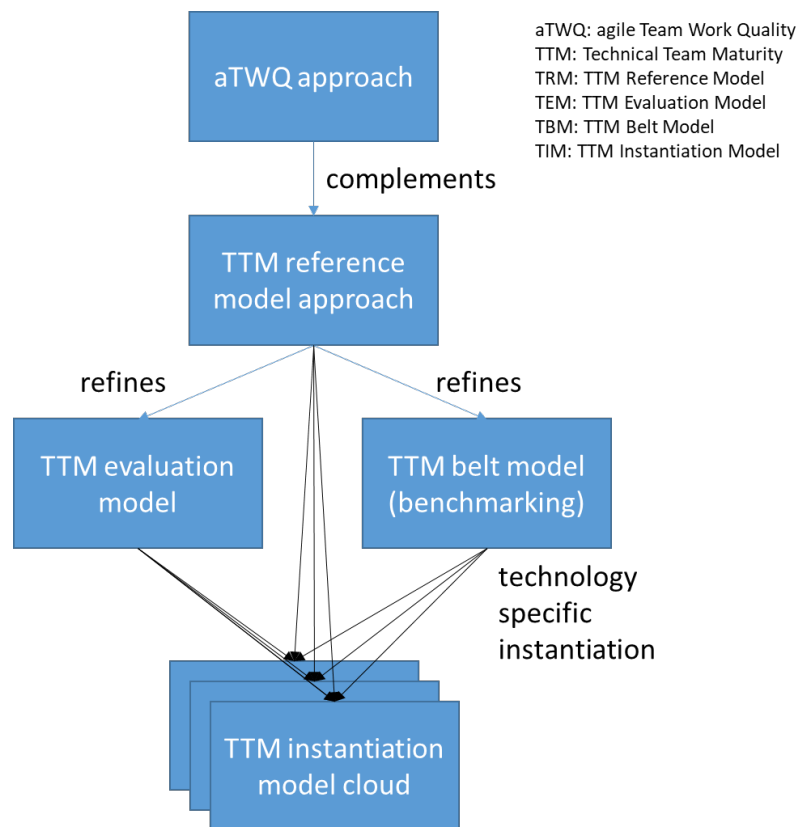 aTWQ: agile Team Work Quality
TTM: Technical Team Maturity
TRM: TTM Reference Model
TEM: TTM Evaluation Model
TBM: TTM Belt Model
TIM: TTM Instantiation Model
aTWQ approach
complements
TTM reference
model approach
refines
refines
TTM evaluation
model
TTM belt model
(benchmarking)
technology
specific
instantiation
TTM instantiation
model cloud